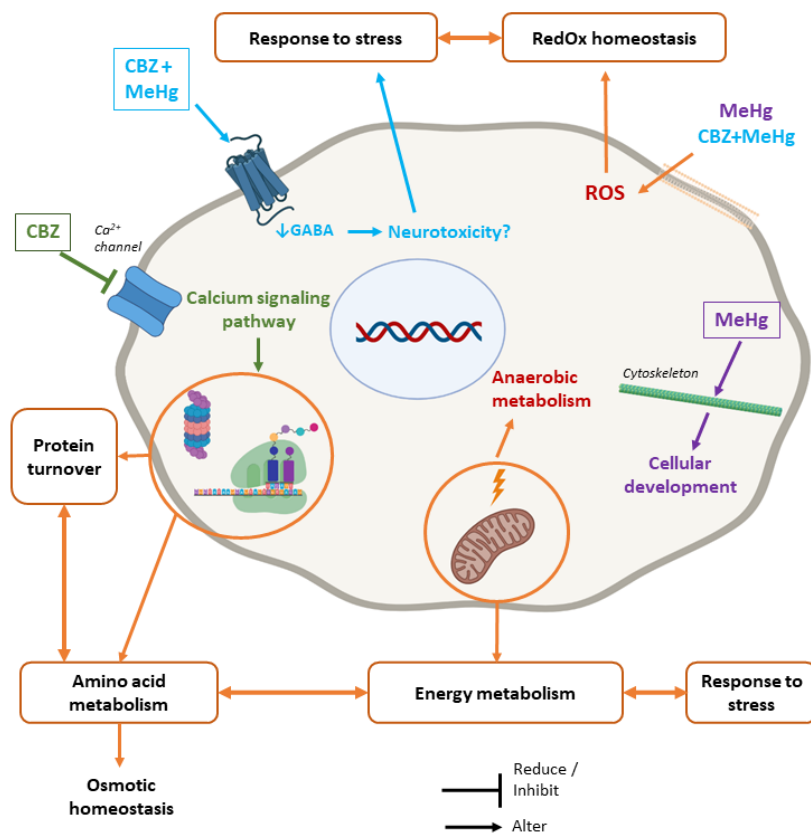 Response to stress
RedOx homeostasis
CBZ +
MeHg
MeHg
CBZ+MeHg
ROS
↓GABA
Neurotoxicity?
CBZ
Ca²⁺
channel
Calcium signaling
pathway
MeHg
Anaerobic
metabolism
Cytoskeleton
Protein
turnover
Cellular
development
Amino acid
metabolism
Energy metabolism
Response to
stress
Osmotic
homeostasis
Reduce /
Inhibit
Alter